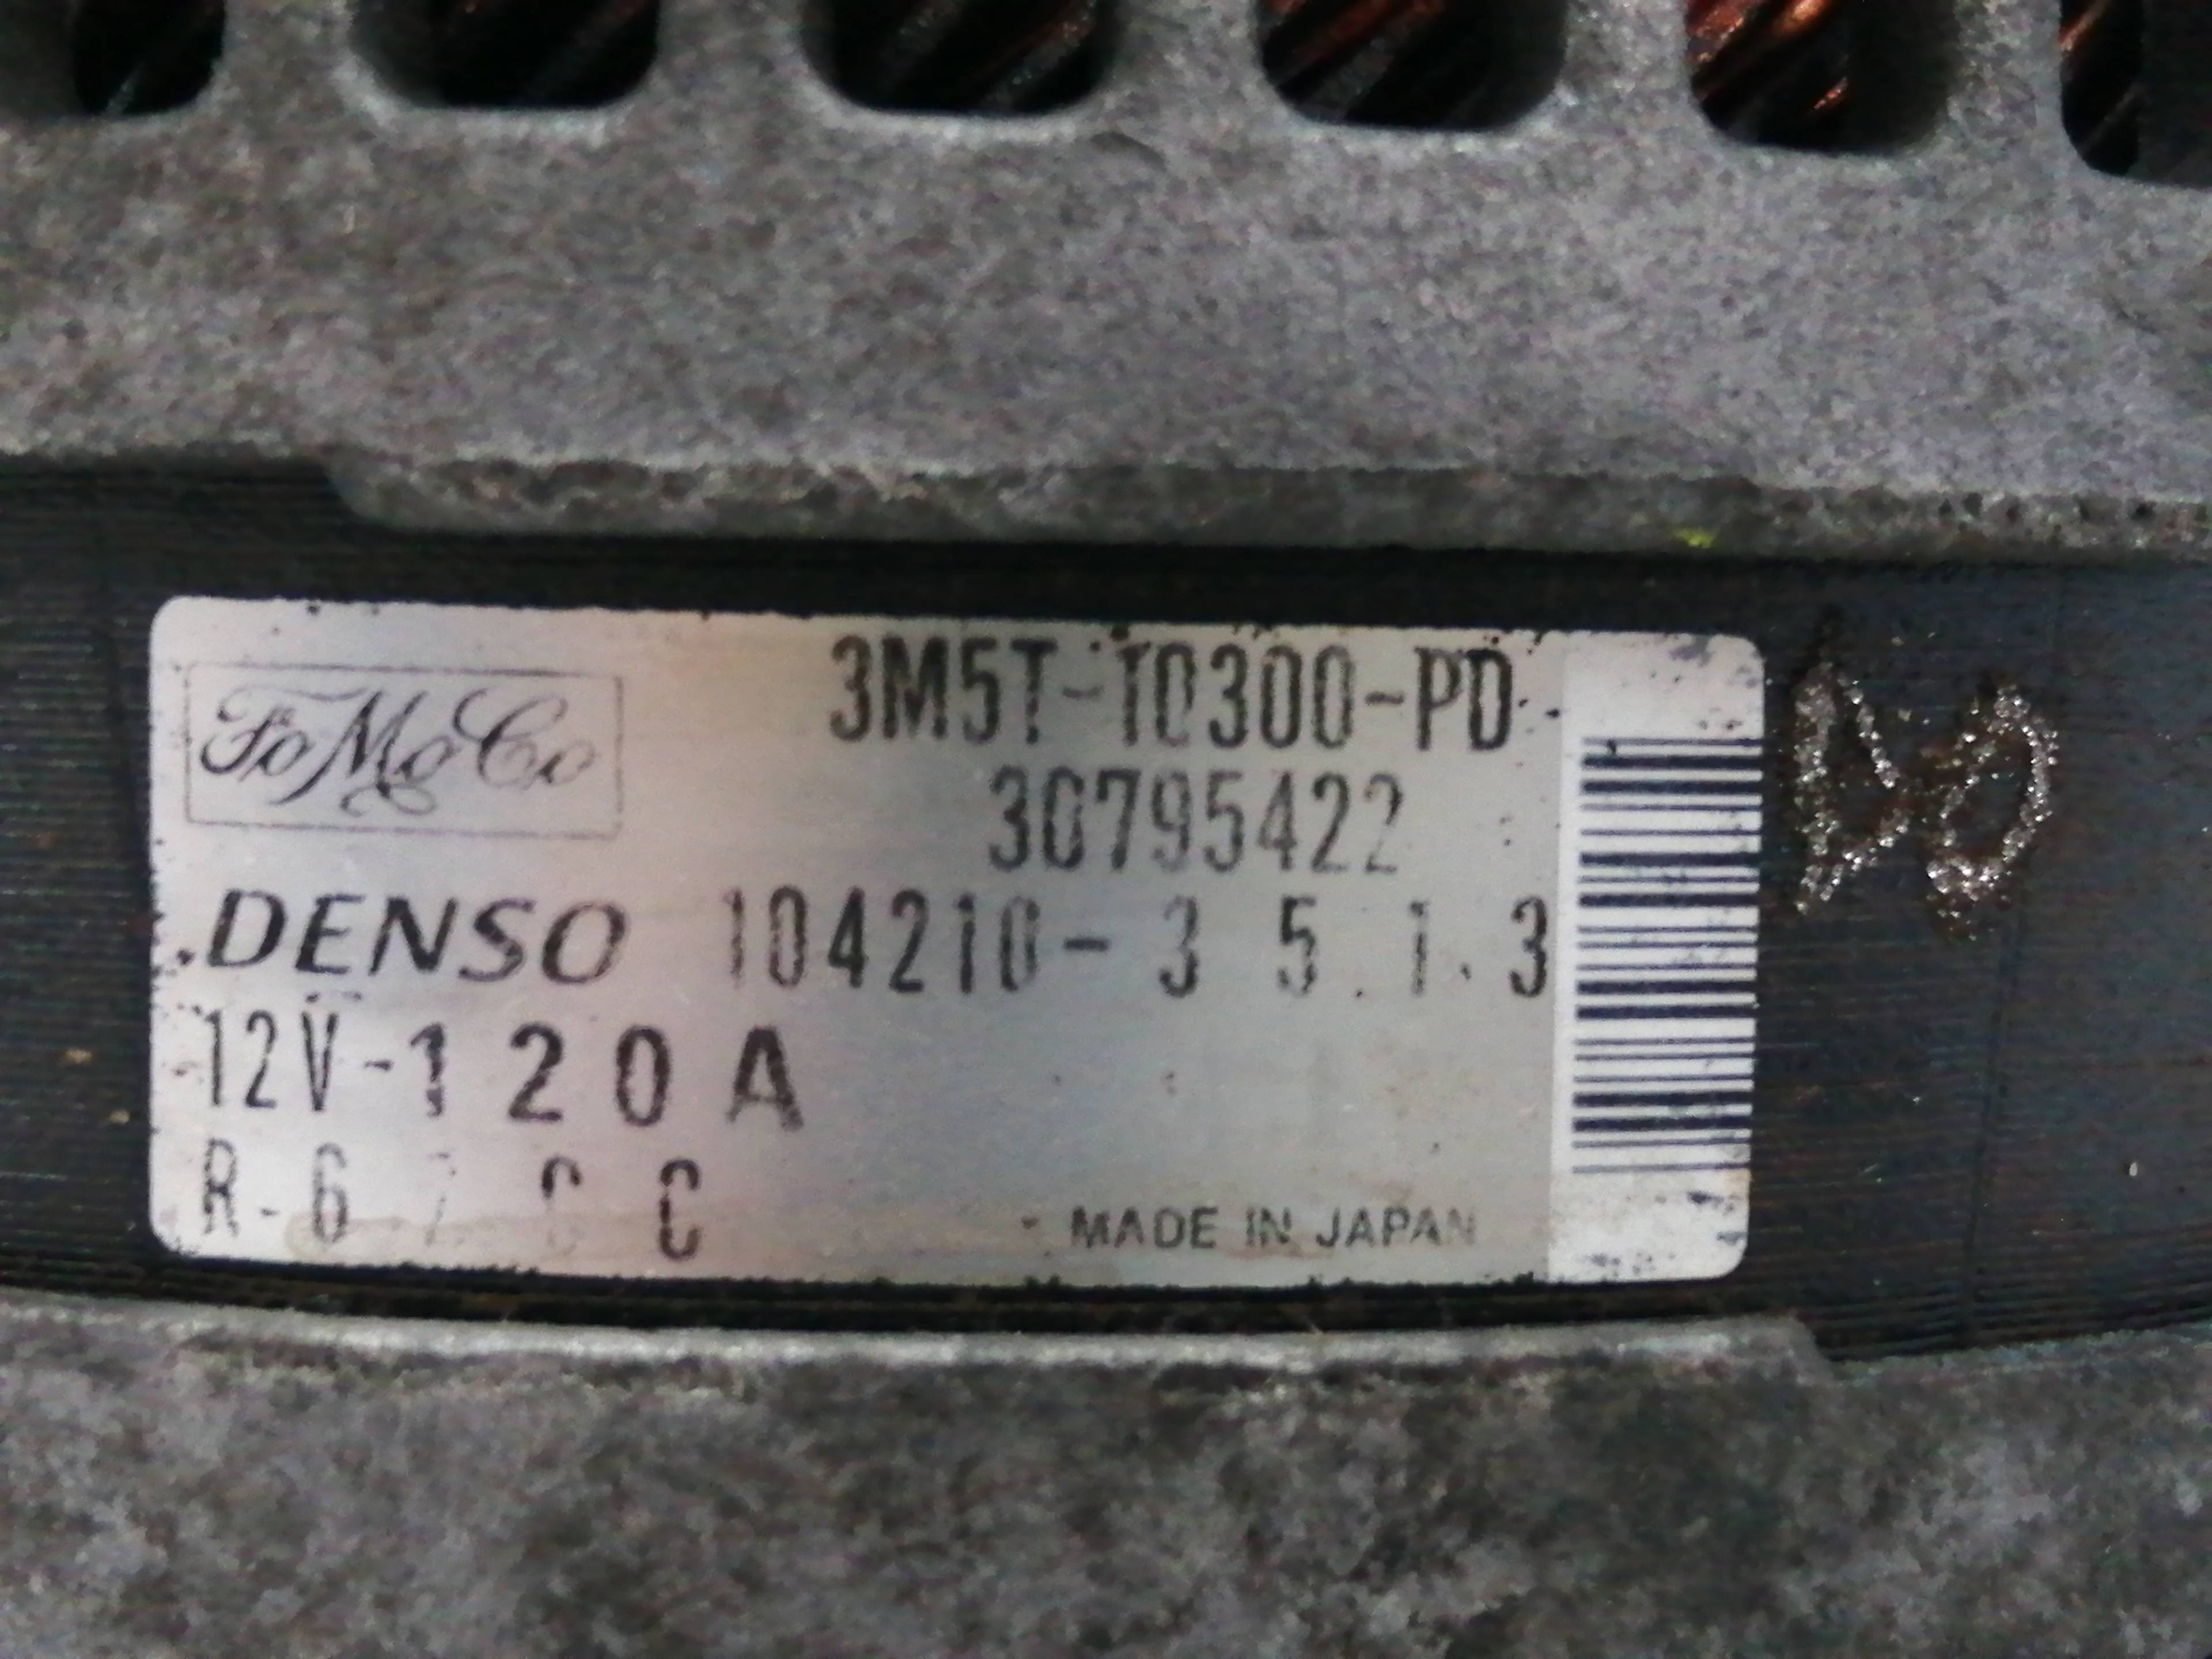 FoMoCo
3M5T-10300-PD
30795422
DENSO 104210-3513
12V-120A
MADE IN JAPAN